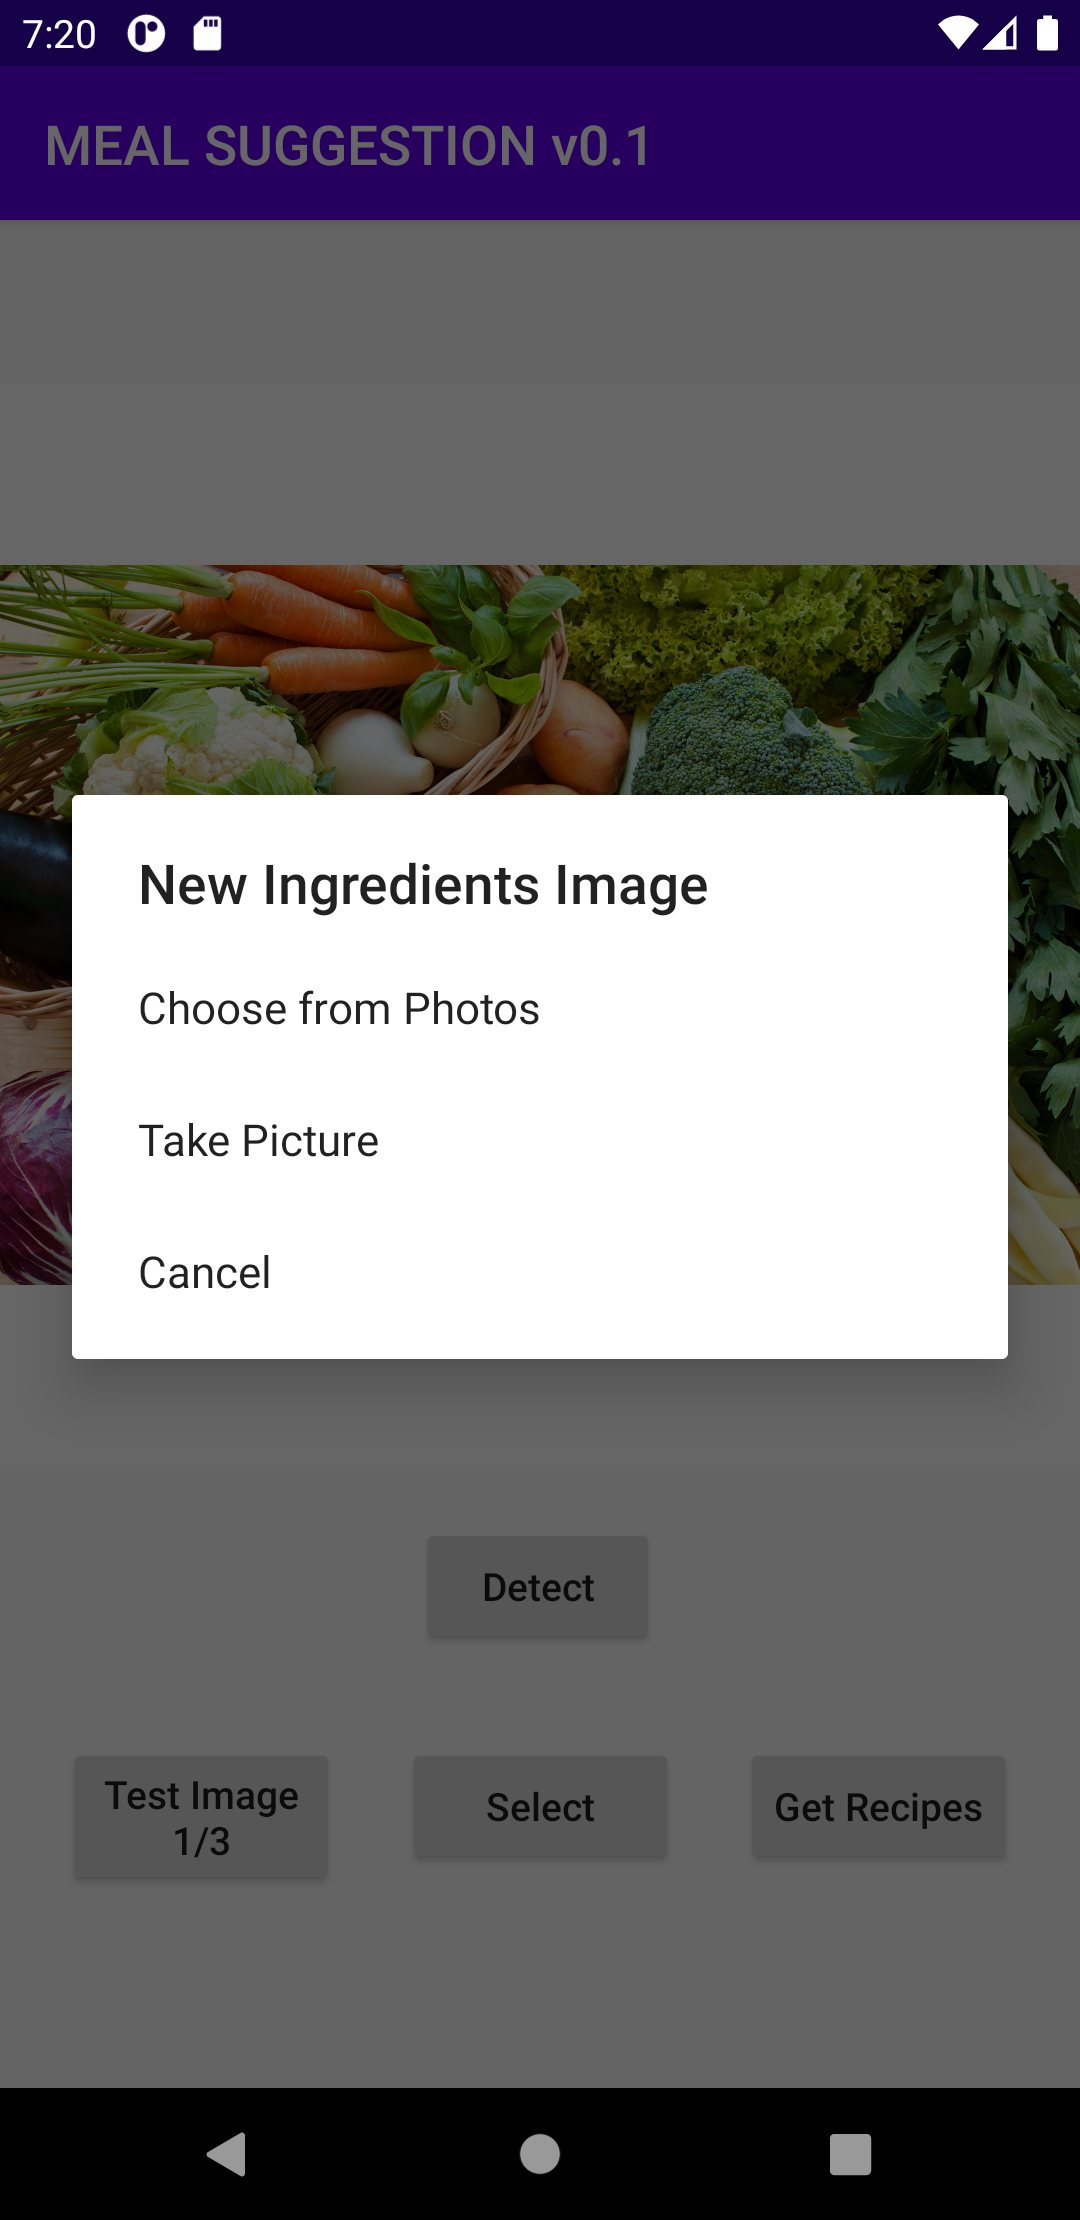 7:20
MEAL SUGGESTION v0.1
New Ingredients Image
Choose from Photos
Take Picture
Cancel
Detect
Test Image
1/3
Select
Get Recipes